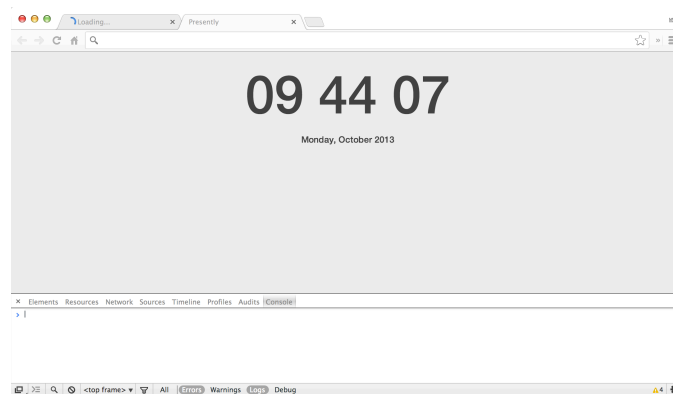 Loading...
Presently
09 44 07
Monday, October 2013
Elements Resources Network Sources Timeline Profiles Audits Console
<top frame> All Errors Warnings Logs Debug 4